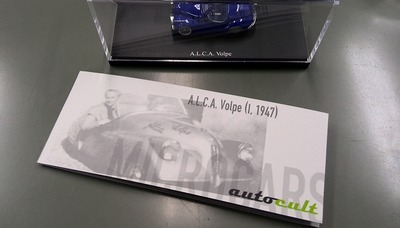 A.L.C.A. Volpe
A.L.C.A. Volpe (I, 1947)
MICROCARS
autocult